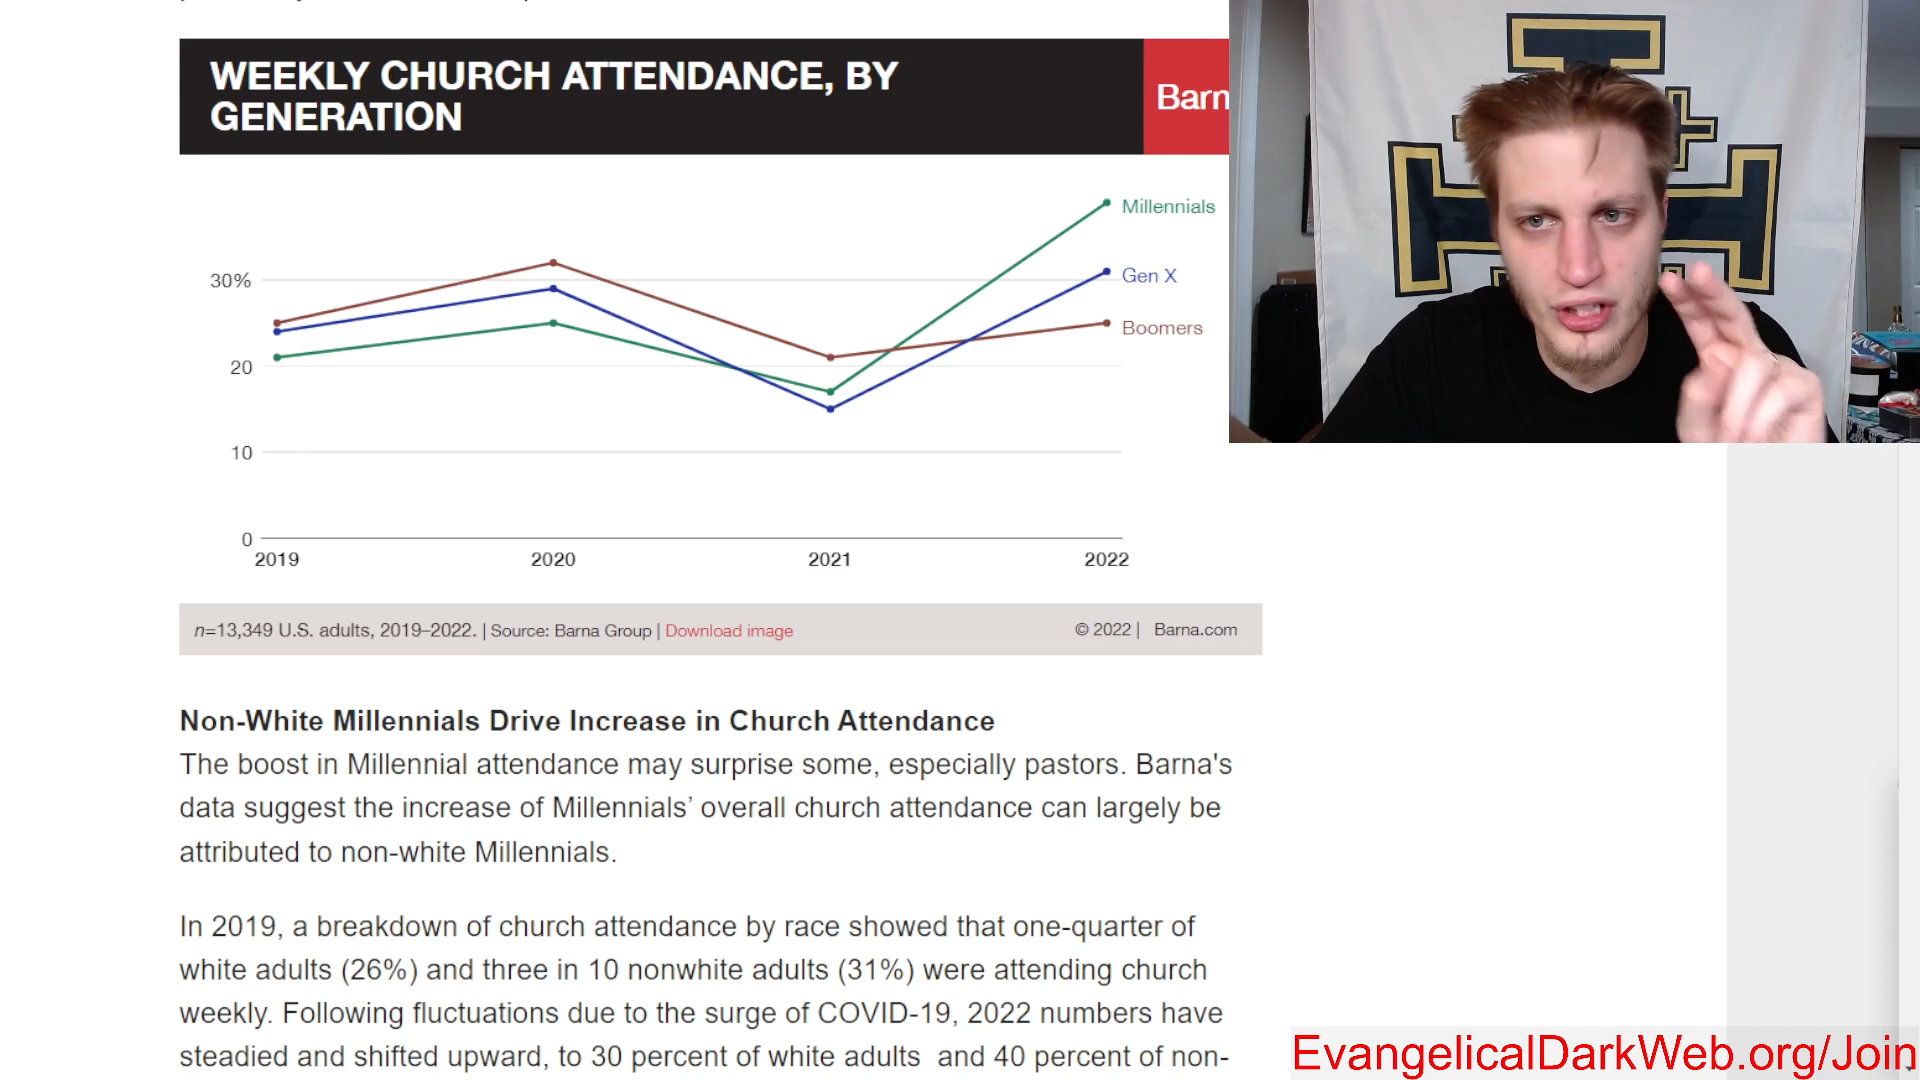 WEEKLY CHURCH ATTENDANCE, BY
GENERATION
Barn
Millennials
Gen X
Boomers
30%
20
10
0
2019 2020 2021 2022
n=13,349 U.S. adults, 2019–2022. | Source: Barna Group | Download image
© 2022 | Barna.com
Non-White Millennials Drive Increase in Church Attendance
The boost in Millennial attendance may surprise some, especially pastors. Barna's
data suggest the increase of Millennials’ overall church attendance can largely be
attributed to non-white Millennials.
In 2019, a breakdown of church attendance by race showed that one-quarter of
white adults (26%) and three in 10 nonwhite adults (31%) were attending church
weekly. Following fluctuations due to the surge of COVID-19, 2022 numbers have
steadied and shifted upward, to 30 percent of white adults and 40 percent of non-
EvangelicalDarkWeb.org/Join